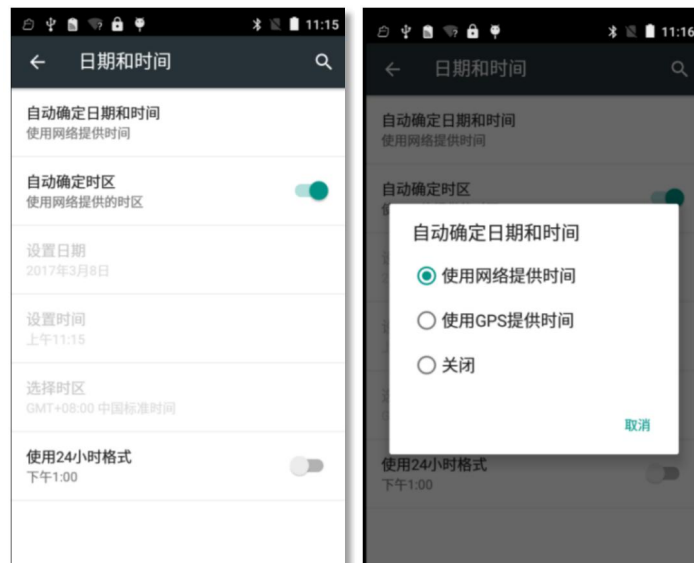 11:15
日期和时间
自动确定日期和时间
使用网络提供时间
自动确定时区
使用网络提供的时区
设置日期
2017年3月8日
设置时间
上午11:15
选择时区
GMT+08:00 中国标准时间
使用24小时格式
下午1:00
11:16
日期和时间
自动确定日期和时间
使用网络提供时间
自动确定时区
自动确定日期和时间
使用网络提供时间
使用GPS提供时间
关闭
取消
使用24小时格式
下午1:00